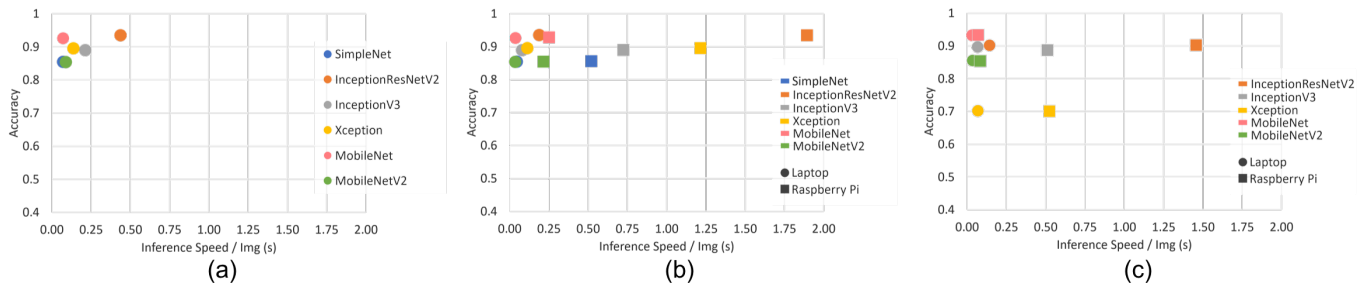 1
0.9
0.8
0.7
0.6
0.5
0.4
Accuracy
0.00 0.25 0.50 0.75 1.00 1.25 1.50 1.75 2.00
Inference Speed / Img (s)
SimpleNet
InceptionResNetV2
InceptionV3
Xception
MobileNet
MobileNetV2
(a)
1
0.9
0.8
0.7
0.6
0.5
0.4
Accuracy
0.00 0.25 0.50 0.75 1.00 1.25 1.50 1.75 2.00
Inference Speed / Img (s)
SimpleNet
InceptionResNetV2
InceptionV3
Xception
MobileNet
MobileNetV2
Laptop
Raspberry Pi
(b)
1
0.9
0.8
0.7
0.6
0.5
0.4
Accuracy
0.00 0.25 0.50 0.75 1.00 1.25 1.50 1.75 2.00
Inference Speed / Img (s)
InceptionResNetV2
InceptionV3
Xception
MobileNet
MobileNetV2
Laptop
Raspberry Pi
(c)